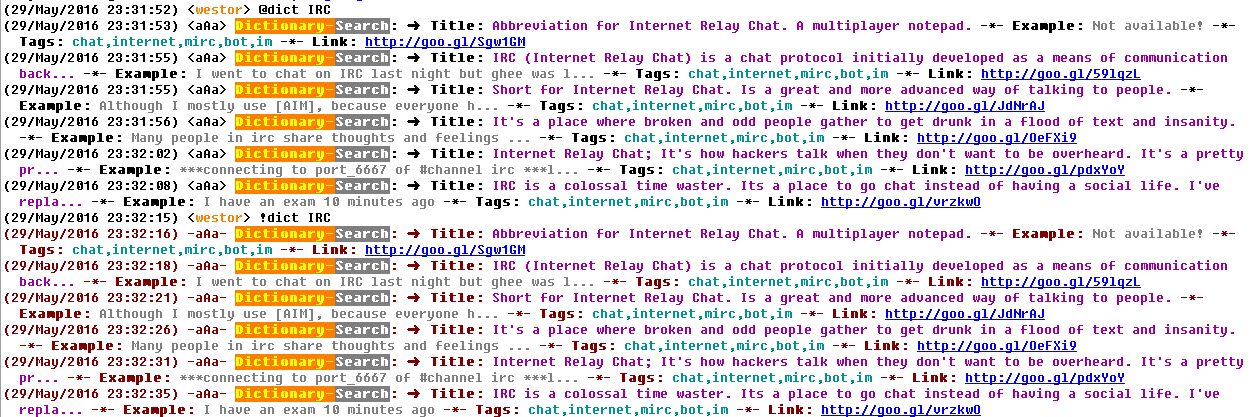 (29/May/2016 23:31:52) <westor> @dict IRC
(29/May/2016 23:31:53) <aAa> Dictionary-Search: ➜ Title: Abbreviation for Internet Relay Chat. A multiplayer notepad. -*- Example: Not available! -*-
Tags: chat,internet,mirc,bot,im -*- Link: http://goo.gl/Sgw1GM
(29/May/2016 23:31:55) <aAa> Dictionary-Search: ➜ Title: IRC (Internet Relay Chat) is a chat protocol initially developed as a means of communication
back... -*- Example: I went to chat on IRC last night but ghee was l... -*- Tags: chat,internet,mirc,bot,im -*- Link: http://goo.gl/59lqzL
(29/May/2016 23:31:55) <aAa> Dictionary-Search: ➜ Title: Short for Internet Relay Chat. Is a great and more advanced way of talking to people. -*-
Example: Although I mostly use [AIM], because everyone h... -*- Tags: chat,internet,mirc,bot,im -*- Link: http://goo.gl/JdNrAJ
(29/May/2016 23:31:56) <aAa> Dictionary-Search: ➜ Title: It's a place where broken and odd people gather to get drunk in a flood of text and insanity.
-*- Example: Many people in irc share thoughts and feelings ... -*- Tags: chat,internet,mirc,bot,im -*- Link: http://goo.gl/OeFXi9
(29/May/2016 23:32:02) <aAa> Dictionary-Search: ➜ Title: Internet Relay Chat; It's how hackers talk when they don't want to be overheard. It's a pretty
pr... -*- Example: ***connecting to port_6667 of #channel irc ***l... -*- Tags: chat,internet,mirc,bot,im -*- Link: http://goo.gl/pdxYoY
(29/May/2016 23:32:08) <aAa> Dictionary-Search: ➜ Title: IRC is a colossal time waster. Its a place to go chat instead of having a social life. I've
repla... -*- Example: I have an exam 10 minutes ago -*- Tags: chat,internet,mirc,bot,im -*- Link: http://goo.gl/vrzkwO
(29/May/2016 23:32:15) <westor> !dict IRC
(29/May/2016 23:32:16) -aAa- Dictionary-Search: ➜ Title: Abbreviation for Internet Relay Chat. A multiplayer notepad. -*- Example: Not available! -*-
Tags: chat,internet,mirc,bot,im -*- Link: http://goo.gl/Sgw1GM
(29/May/2016 23:32:18) -aAa- Dictionary-Search: ➜ Title: IRC (Internet Relay Chat) is a chat protocol initially developed as a means of communication
back... -*- Example: I went to chat on IRC last night but ghee was l... -*- Tags: chat,internet,mirc,bot,im -*- Link: http://goo.gl/59lqzL
(29/May/2016 23:32:21) -aAa- Dictionary-Search: ➜ Title: Short for Internet Relay Chat. Is a great and more advanced way of talking to people. -*-
Example: Although I mostly use [AIM], because everyone h... -*- Tags: chat,internet,mirc,bot,im -*- Link: http://goo.gl/JdNrAJ
(29/May/2016 23:32:26) -aAa- Dictionary-Search: ➜ Title: It's a place where broken and odd people gather to get drunk in a flood of text and insanity.
-*- Example: Many people in irc share thoughts and feelings ... -*- Tags: chat,internet,mirc,bot,im -*- Link: http://goo.gl/OeFXi9
(29/May/2016 23:32:31) -aAa- Dictionary-Search: ➜ Title: Internet Relay Chat; It's how hackers talk when they don't want to be overheard. It's a pretty
pr... -*- Example: ***connecting to port_6667 of #channel irc ***l... -*- Tags: chat,internet,mirc,bot,im -*- Link: http://goo.gl/pdxYoY
(29/May/2016 23:32:35) -aAa- Dictionary-Search: ➜ Title: IRC is a colossal time waster. Its a place to go chat instead of having a social life. I've
repla... -*- Example: I have an exam 10 minutes ago -*- Tags: chat,internet,mirc,bot,im -*- Link: http://goo.gl/vrzkwO